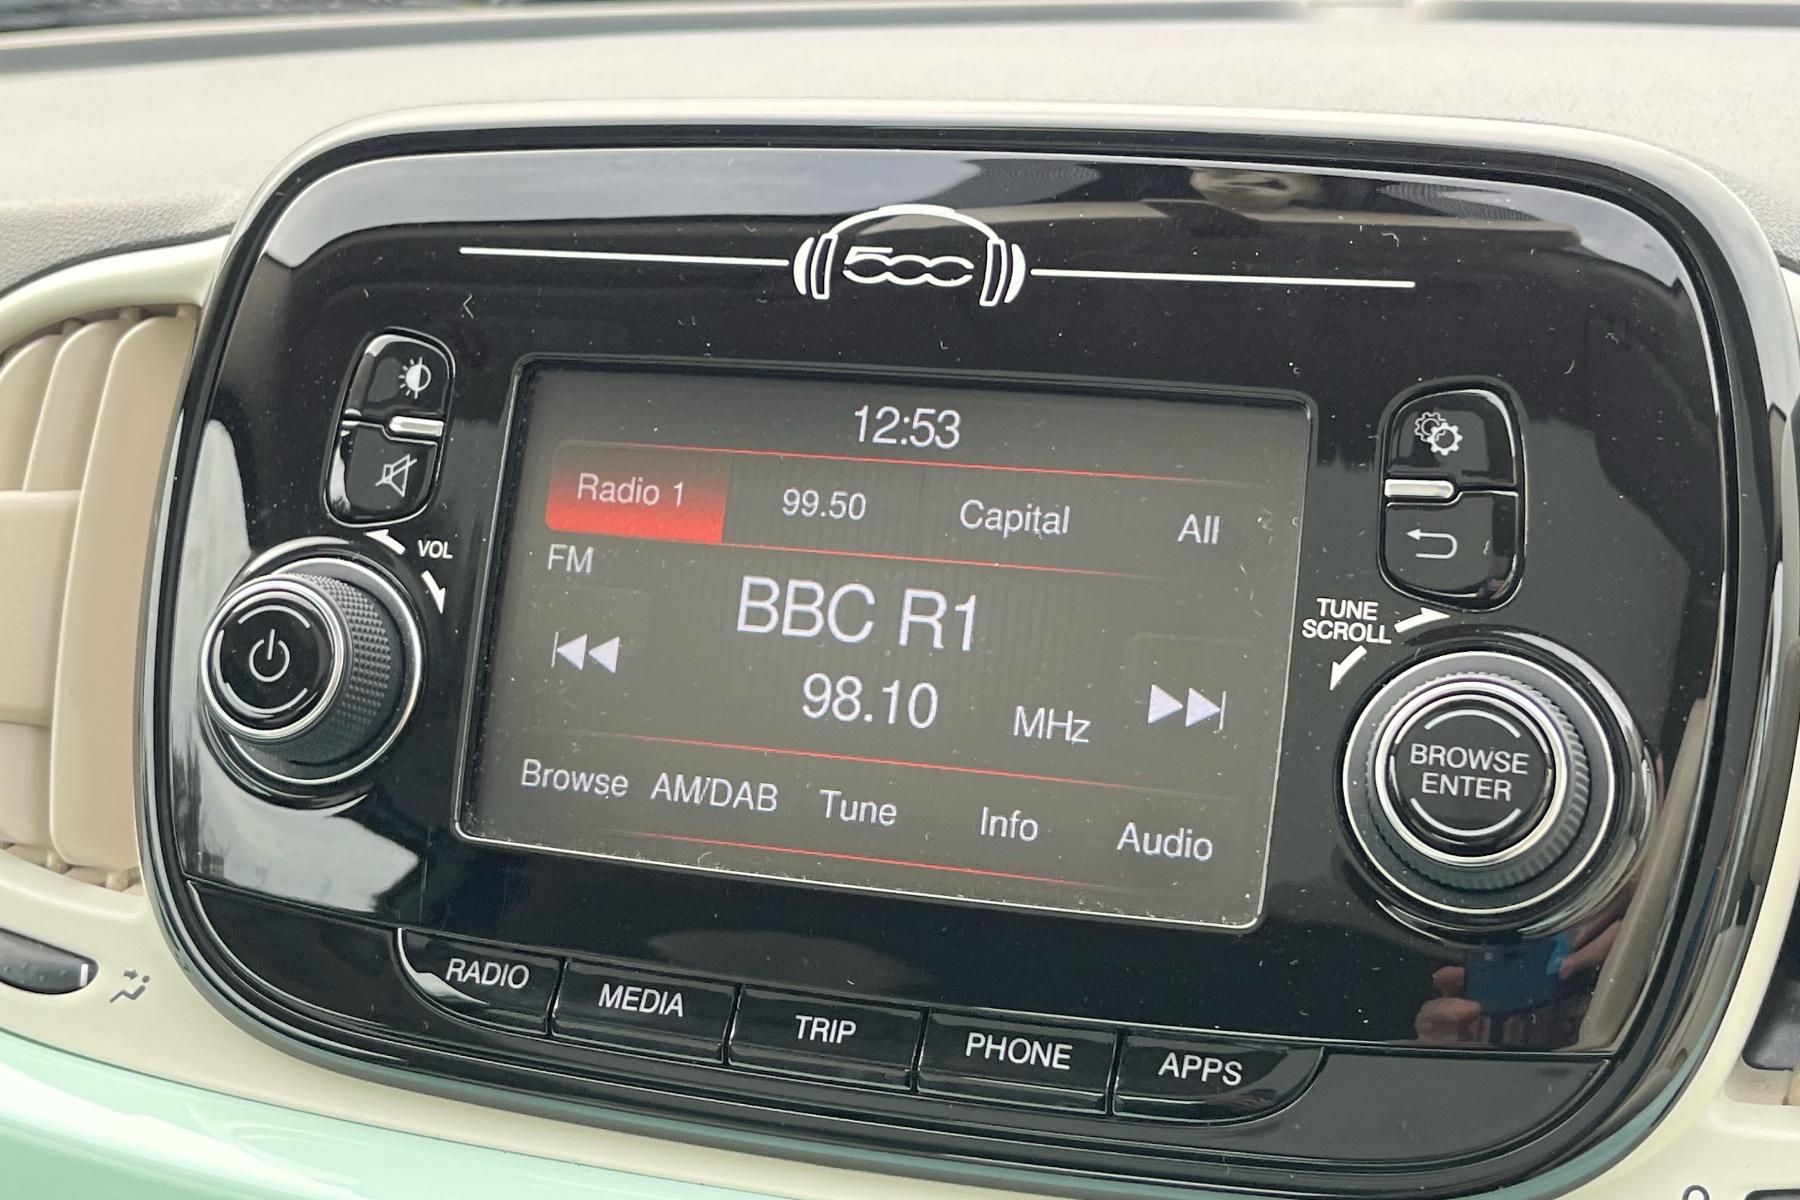 500
12:53
Radio 1 99.50 Capital All
FM
BBC R1
98.10 MHz
Browse AM/DAB Tune Info Audio
VOL
TUNE
SCROLL
BROWSE
ENTER
RADIO MEDIA TRIP PHONE APPS